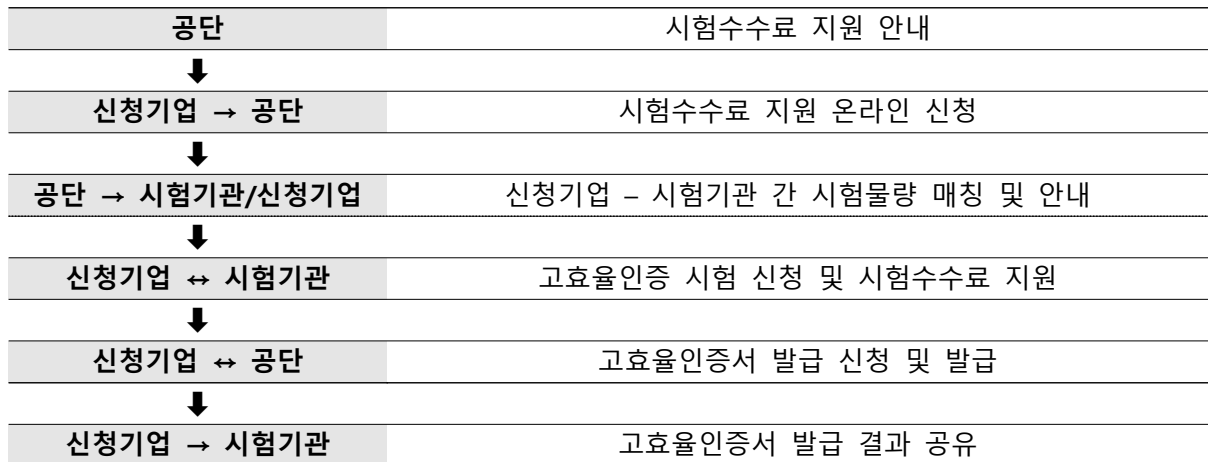 공단 시험수수료 지원 안내
⬇
신청기업 → 공단 시험수수료 지원 온라인 신청
⬇
공단 → 시험기관/신청기업 신청기업 – 시험기관 간 시험물량 매칭 및 안내
⬇
신청기업 ↔ 시험기관 고효율인증 시험 신청 및 시험수수료 지원
⬇
신청기업 ↔ 공단 고효율인증서 발급 신청 및 발급
⬇
신청기업 → 시험기관 고효율인증서 발급 결과 공유